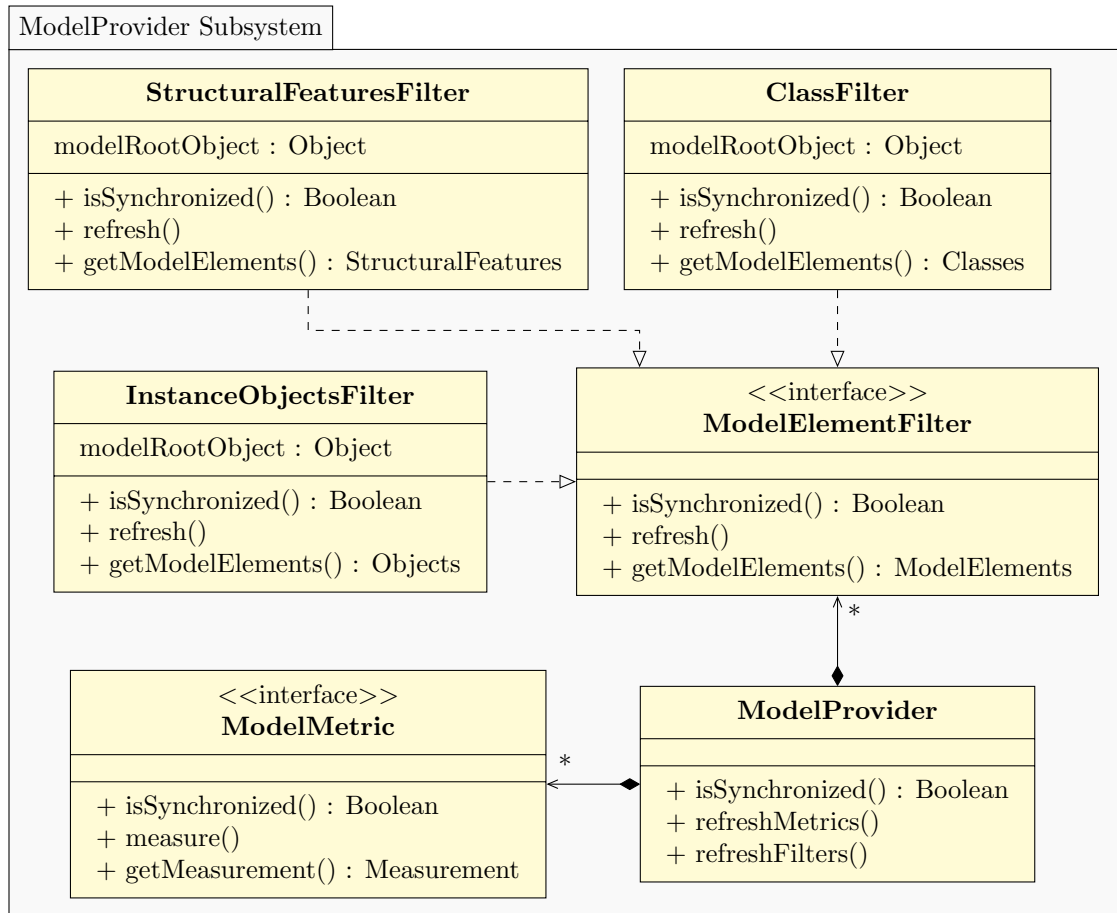 ModelProvider Subsystem
StructuralFeaturesFilter
modelRootObject : Object
+ isSynchronized() : Boolean
+ refresh()
+ getModelElements() : StructuralFeatures
ClassFilter
modelRootObject : Object
+ isSynchronized() : Boolean
+ refresh()
+ getModelElements() : Classes
InstanceObjectsFilter
modelRootObject : Object
+ isSynchronized() : Boolean
+ refresh()
+ getModelElements() : Objects
<<interface>>
ModelElementFilter
+ isSynchronized() : Boolean
+ refresh()
+ getModelElements() : ModelElements
*
<<interface>>
ModelMetric
+ isSynchronized() : Boolean
+ measure()
+ getMeasurement() : Measurement
*
ModelProvider
+ isSynchronized() : Boolean
+ refreshMetrics()
+ refreshFilters()